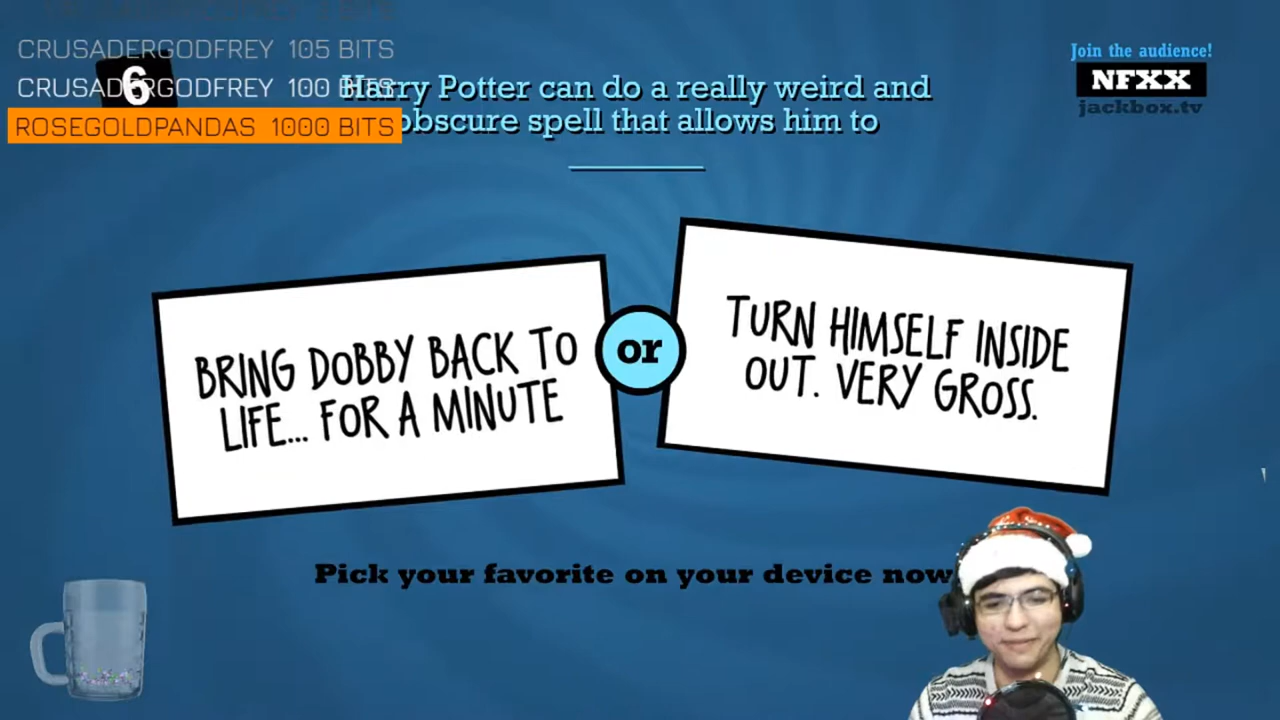 CRUSADERGODFREY 105 BITS
CRUSADERGODFREY 100 BITS
ROSEGOLDPANDAS 1000 BITS
6
Harry Potter can do a really weird and
obscure spell that allows him to
Join the audience!
NFXX
jackbox.tv
BRING DOBBY BACK TO
LIFE... FOR A MINUTE
or
TURN HIMSELF INSIDE
OUT. VERY GROSS.
Pick your favorite on your device now